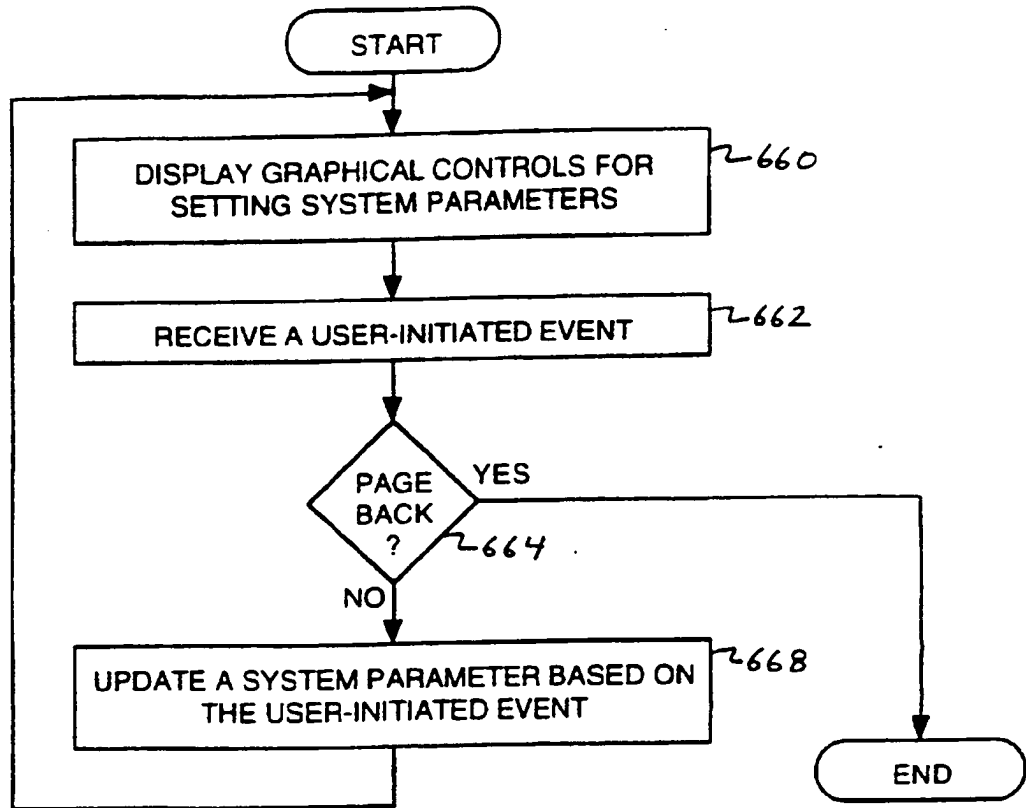 START
DISPLAY GRAPHICAL CONTROLS FOR
SETTING SYSTEM PARAMETERS
660
RECEIVE A USER-INITIATED EVENT
662
PAGE
BACK
?
YES
664
NO
UPDATE A SYSTEM PARAMETER BASED ON
THE USER-INITIATED EVENT
668
END